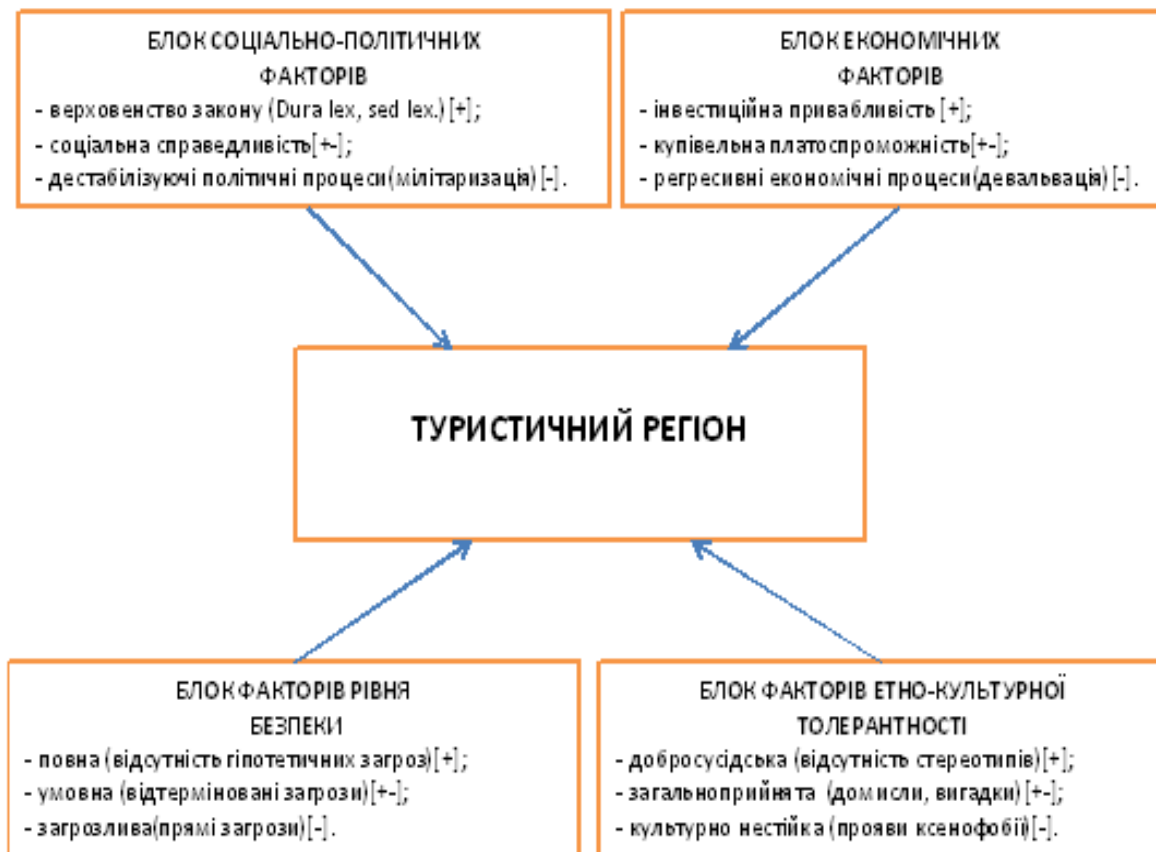 БЛОК СОЦІАЛЬНО-ПОЛІТИЧНИХ
ФАКТОРІВ
- верховенство закону (Dura lex, sed lex.) [+];
- соціальна справедливість[+-];
- дестабілізуючі політичні процеси(мілітаризація) [-].
БЛОК ЕКОНОМІЧНИХ
ФАКТОРІВ
- інвестиційна привабливість [+];
- купівельна платоспроможність[+-];
- регресивні економічні процеси(девальвація) [-].
ТУРИСТИЧНИЙ РЕГІОН
БЛОК ФАКТОРІВ РІВНЯ
БЕЗПЕКИ
- повна (відсутність гіпотетичних загроз)[+];
- умовна (відтерміновані загрози)[+-];
- загрозлива(прямі загрози)[-].
БЛОК ФАКТОРІВ ЕТНО-КУЛЬТУРНОЇ
ТОЛЕРАНТНОСТІ
- добросусідська (відсутність стереотипів)[+];
- загальноприйнята (домисли, вигадки) [+-];
- культурно нестійка (прояви ксенофобії)[-].